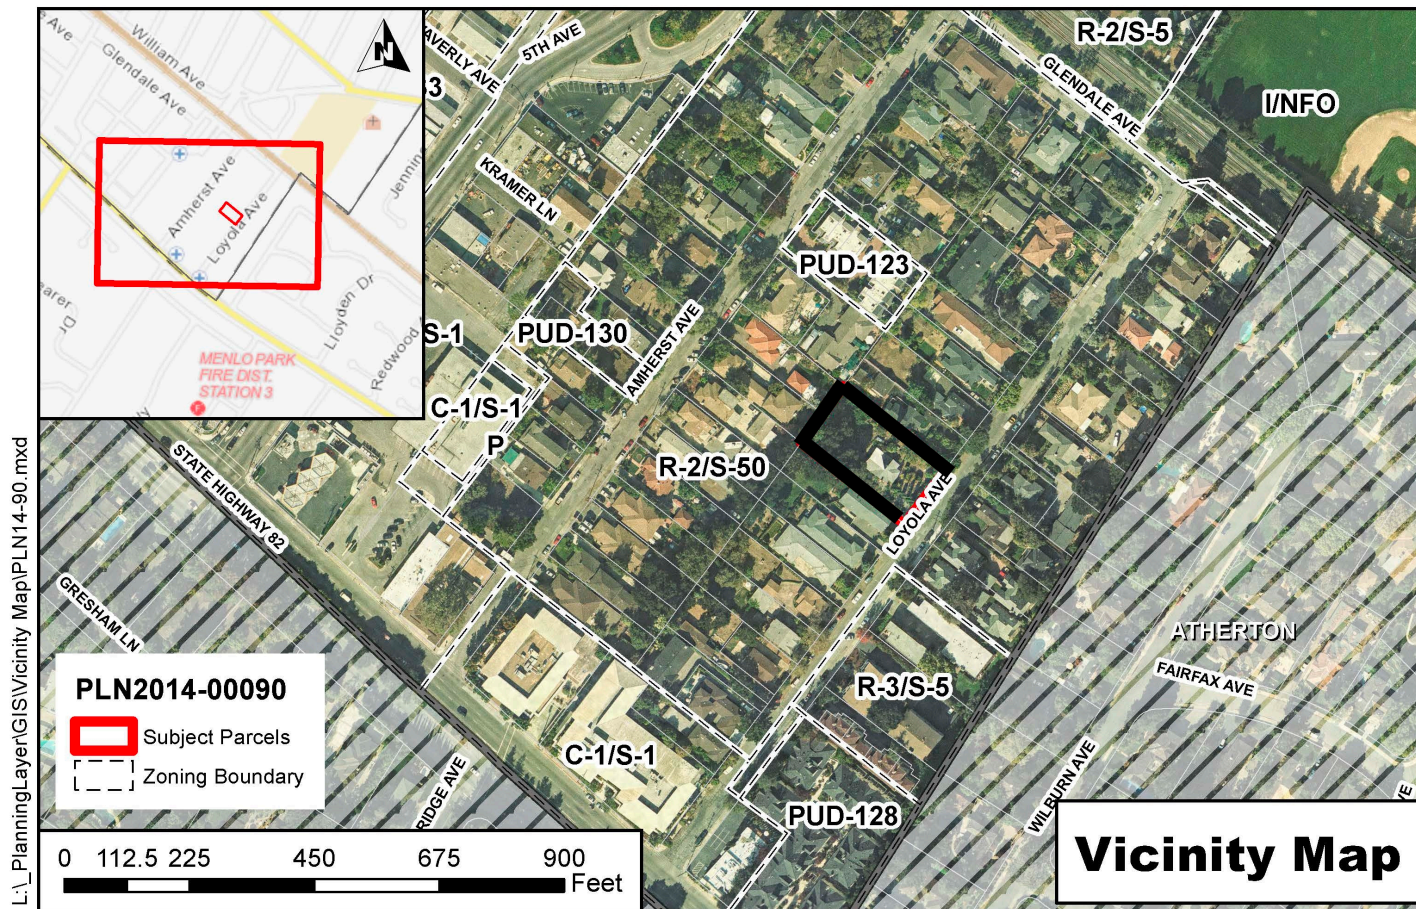 William Ave
Glendale Ave
Amherst Ave
Loyola Ave
Lloyden Dr
MENLO PARK
FIRE DIST.
STATION 3
N
AVERLY AVE
5TH AVE
R-2/S-5
GLENDALE AVE
I/NFO
KRAMER LN
PUD-123
S-1
PUD-130
AMHERST AVE
C-1/S-1
P
R-2/S-50
LOYOLA AVE
STATE HIGHWAY 82
GRESHAM LN
ATHERTON
FAIRFAX AVE
R-3/S-5
C-1/S-1
RIDGE AVE
WILBURN AVE
PUD-128
PLN2014-00090
Subject Parcels
Zoning Boundary
0 112.5 225 450 675 900
Feet
Vicinity Map
L:\_PlanningLayer\GIS\Vicinity Map\PLN14-90.mxd